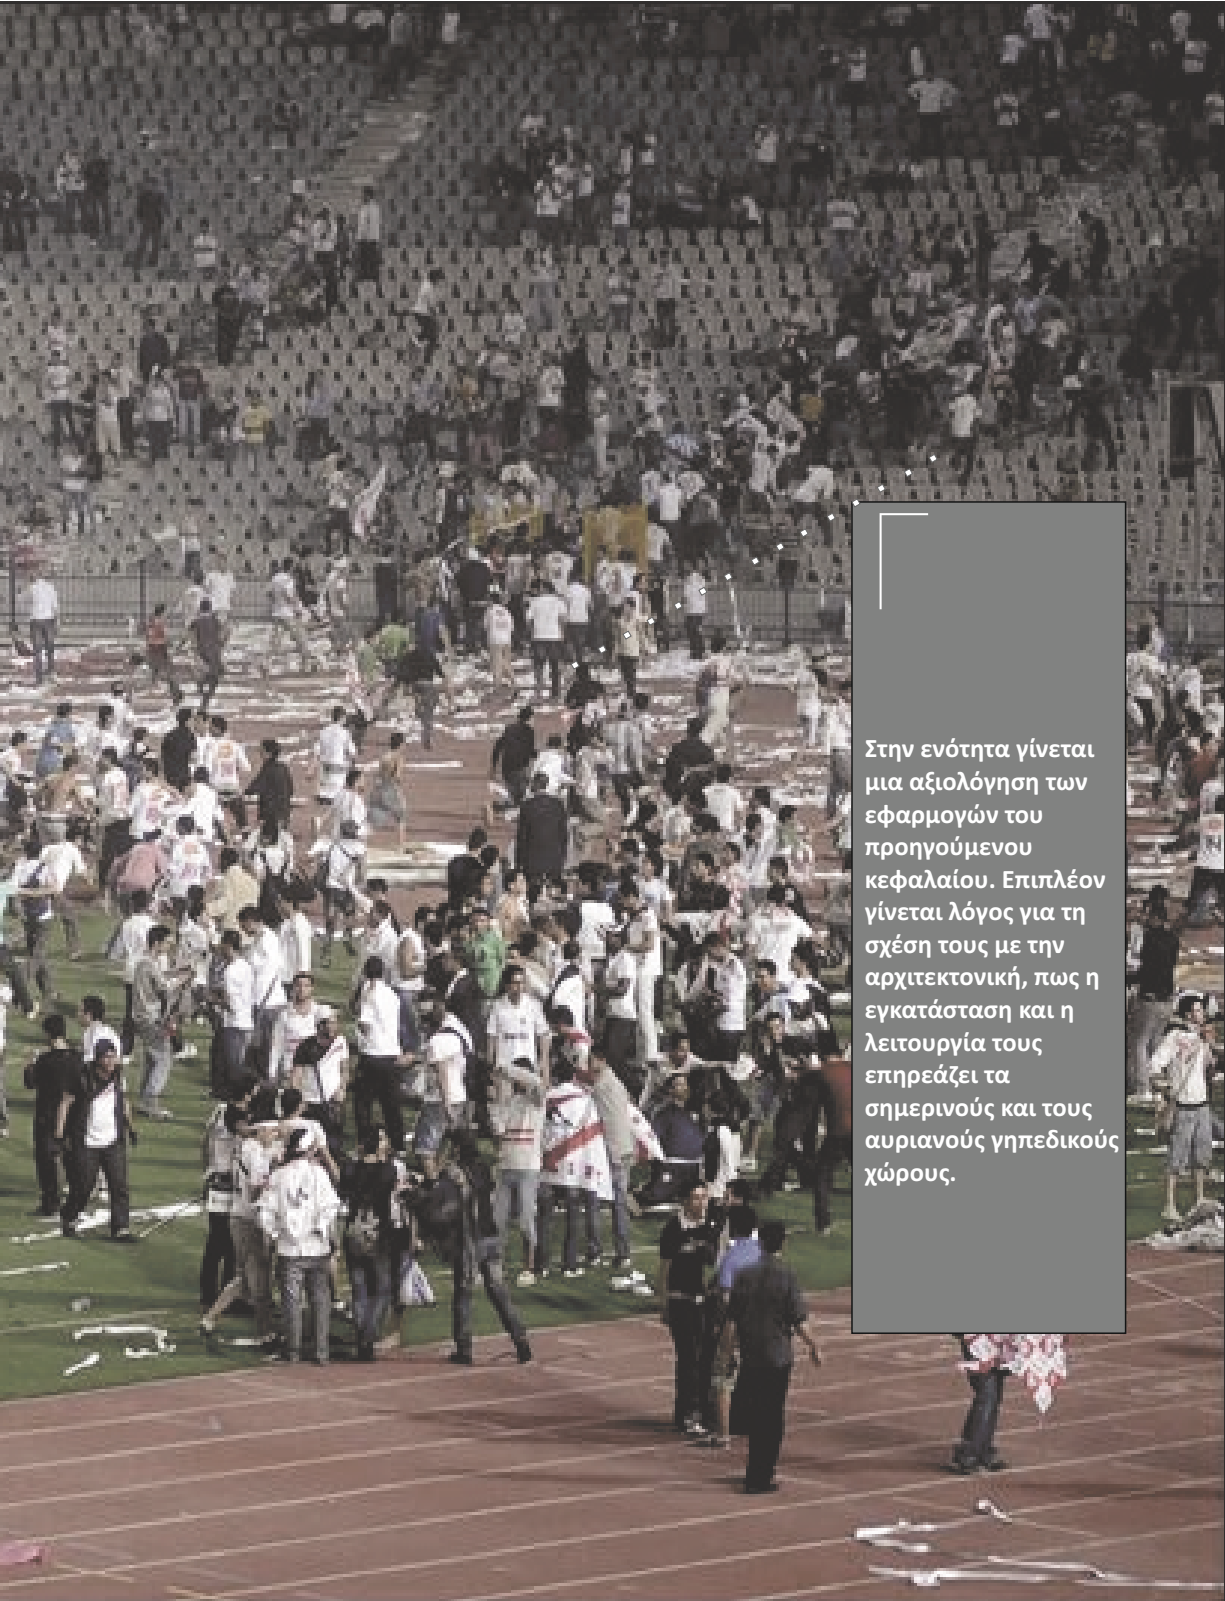 Στην ενότητα γίνεται
μια αξιολόγηση των
εφαρμογών του
προηγούμενου
κεφαλαίου. Επιπλέον
γίνεται λόγος για τη
σχέση τους με την
αρχιτεκτονική, πως η
εγκατάσταση και η
λειτουργία τους
επηρεάζει τα
σημερινούς και τους
αυριανούς γηπεδικούς
χώρους.